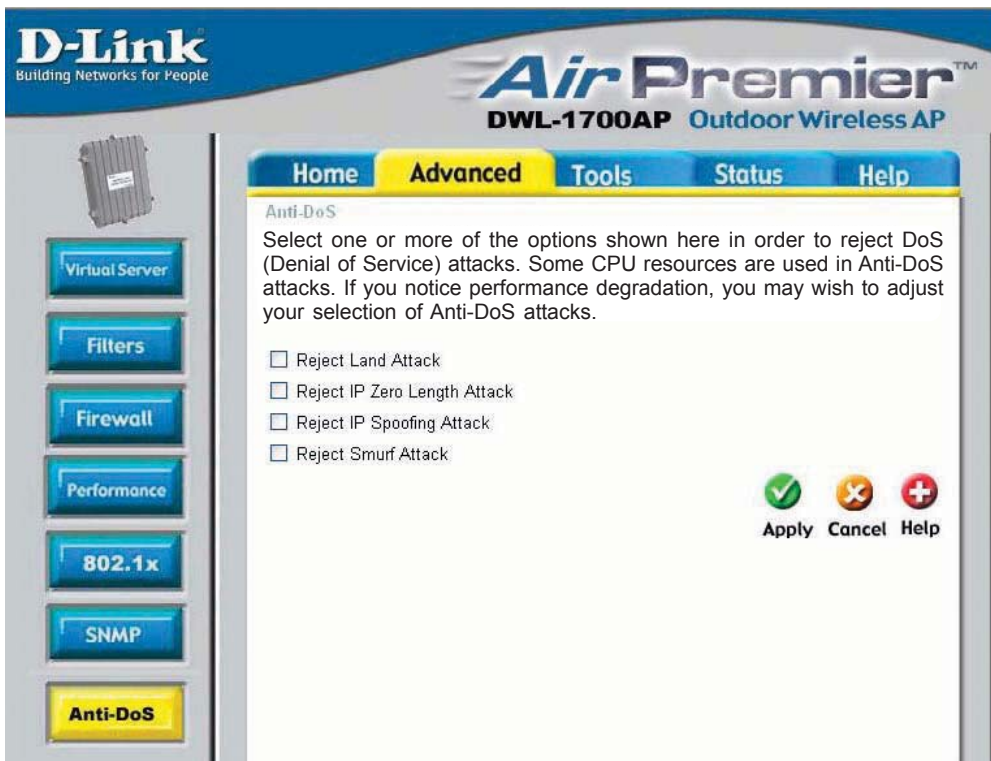 D-Link
Building Networks for People
Air Premier™
DWL-1700AP Outdoor Wireless AP
Home Advanced Tools Status Help
Anti-DoS
Select one or more of the options shown here in order to reject DoS
(Denial of Service) attacks. Some CPU resources are used in Anti-DoS
attacks. If you notice performance degradation, you may wish to adjust
your selection of Anti-DoS attacks.
Reject Land Attack
Reject IP Zero Length Attack
Reject IP Spoofing Attack
Reject Smurf Attack
Apply Cancel Help
Virtual Server
Filters
Firewall
Performance
802.1x
SNMP
Anti-DoS